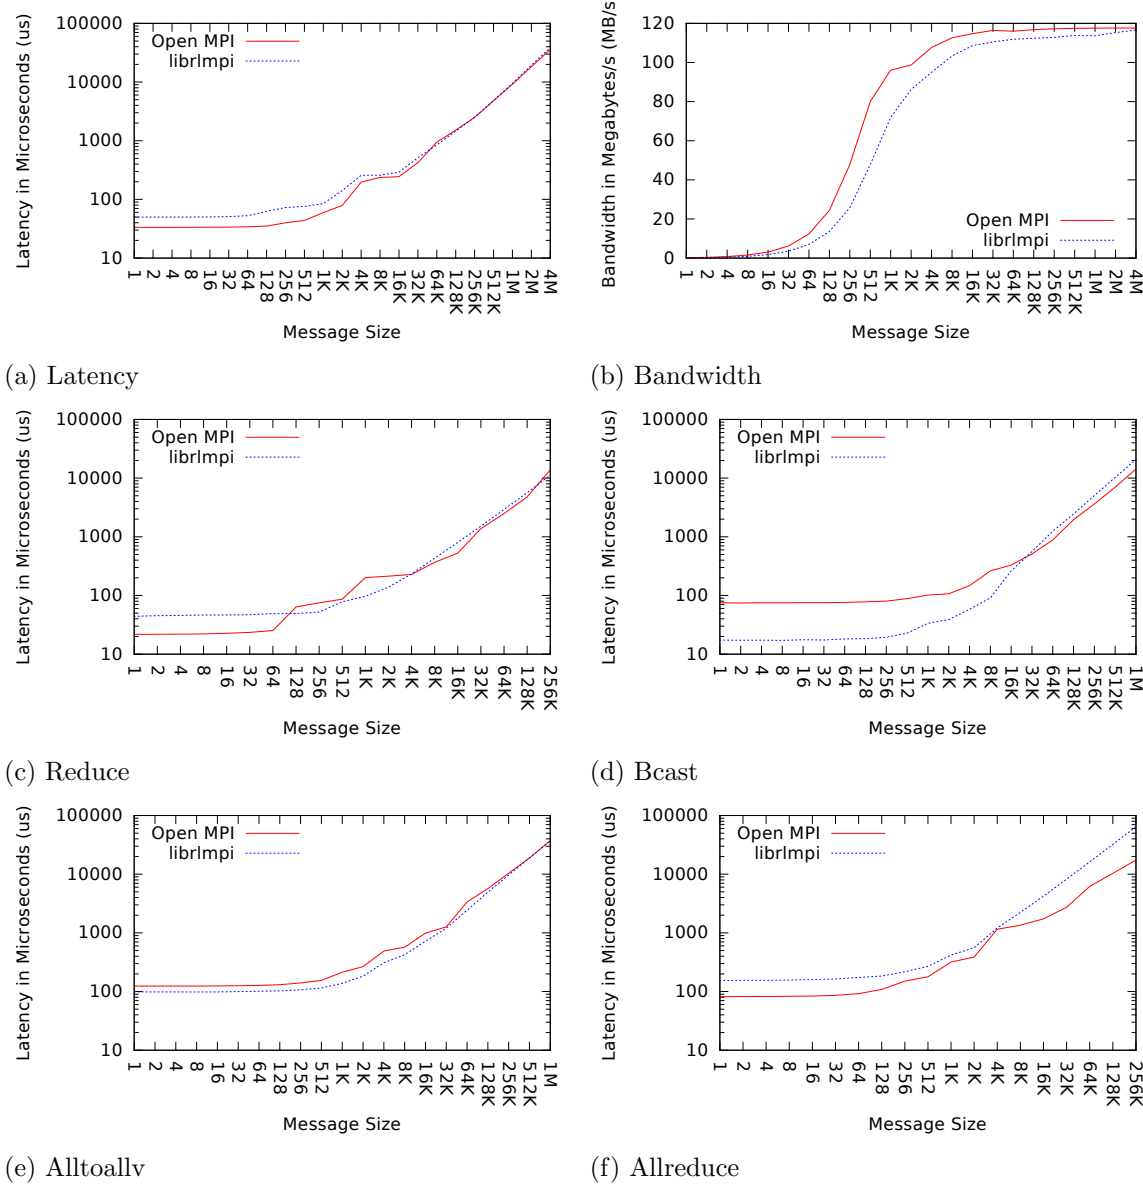 Latency in Microseconds (us)
100000
10000
1000
100
10
Open MPI
librlmpi
1 2 4 8 16 32 64 128 256 512 1K 2K 4K 8K 16K 32K 64K 128K 256K 512K 1M 2M 4M
Message Size
(a) Latency
Bandwidth in Megabytes/s (MB/s
120
100
80
60
40
20
0
Open MPI
librlmpi
1 2 4 8 16 32 64 128 256 512 1K 2K 4K 8K 16K 32K 64K 128K 256K 512K 1M 2M 4M
Message Size
(b) Bandwidth
Latency in Microseconds (us)
100000
10000
1000
100
10
Open MPI
librlmpi
1 2 4 8 16 32 64 128 256 512 1K 2K 4K 8K 16K 32K 64K 128K 256K
Message Size
(c) Reduce
Latency in Microseconds (us)
100000
10000
1000
100
10
Open MPI
librlmpi
1 2 4 8 16 32 64 128 256 512 1K 2K 4K 8K 16K 32K 64K 128K 256K 512K 1M
Message Size
(d) Bcast
Latency in Microseconds (us)
100000
10000
1000
100
10
Open MPI
librlmpi
1 2 4 8 16 32 64 128 256 512 1K 2K 4K 8K 16K 32K 64K 128K 256K 512K 1M
Message Size
(e) Alltoallv
Latency in Microseconds (us)
100000
10000
1000
100
10
Open MPI
librlmpi
1 2 4 8 16 32 64 128 256 512 1K 2K 4K 8K 16K 32K 64K 128K 256K
Message Size
(f) Allreduce